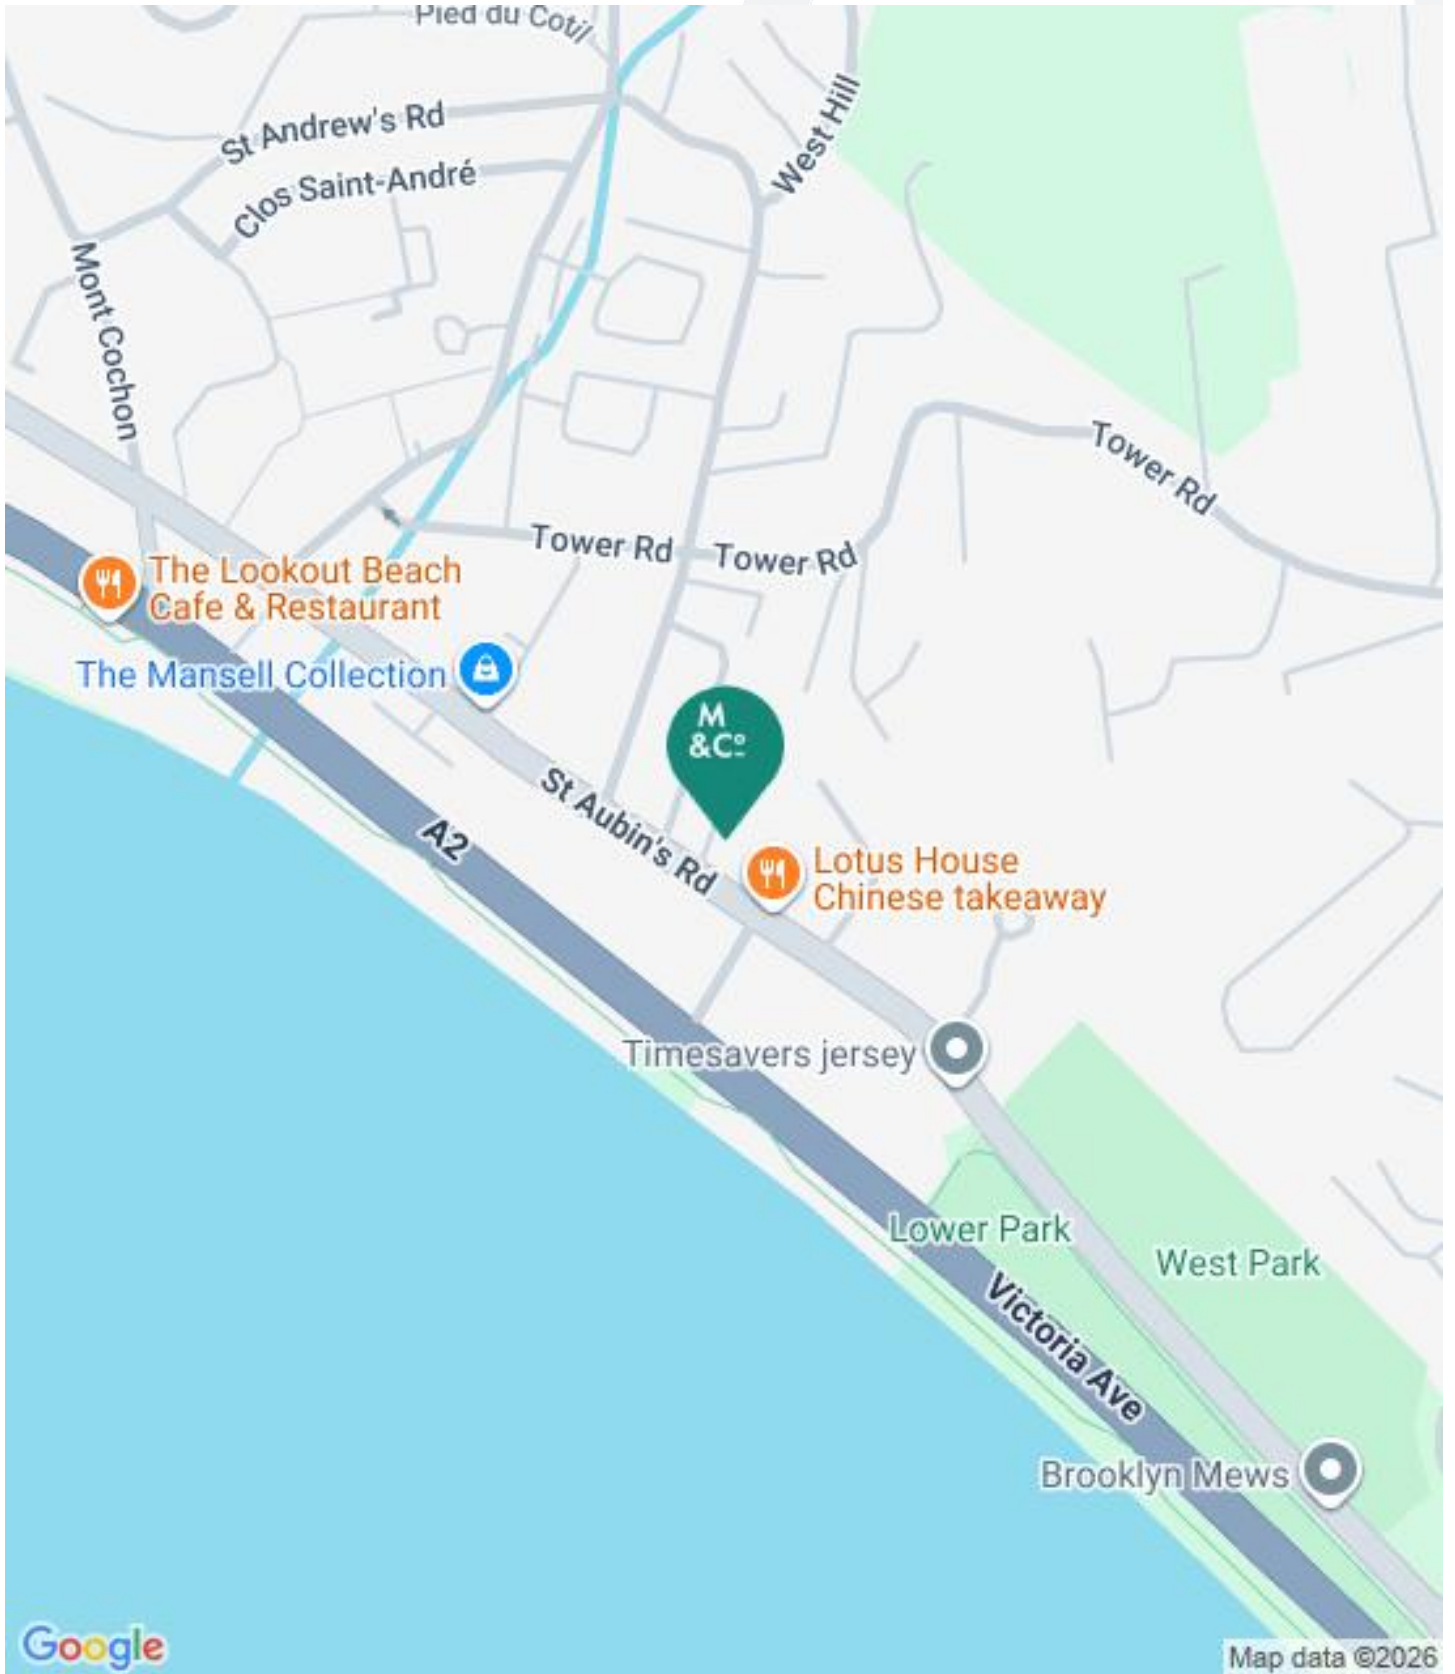 Pied du Cotil
St Andrew's Rd
West Hill
Clos Saint-André
Mont Cochon
Tower Rd
Tower Rd
Tower Rd
The Lookout Beach
Cafe & Restaurant
The Mansell Collection
M
&Cº
St Aubin's Rd
A2
Lotus House
Chinese takeaway
Timesavers jersey
Lower Park
West Park
Victoria Ave
Brooklyn Mews
Google
Map data ©2026